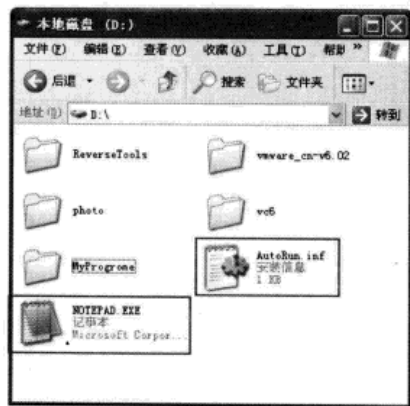 本地磁盘 (D:)
文件(F) 编辑(E) 查看(V) 收藏(A) 工具(T) 帮助 »
后退 搜索 文件夹
地址(D) D:\ 转到
ReverseTools
vmware_cn-v6.02
photo
vc6
MyProgrome
AutoRun.inf
安装信息
1 KB
NOTEPAD.EXE
记事本
Microsoft Corpor...